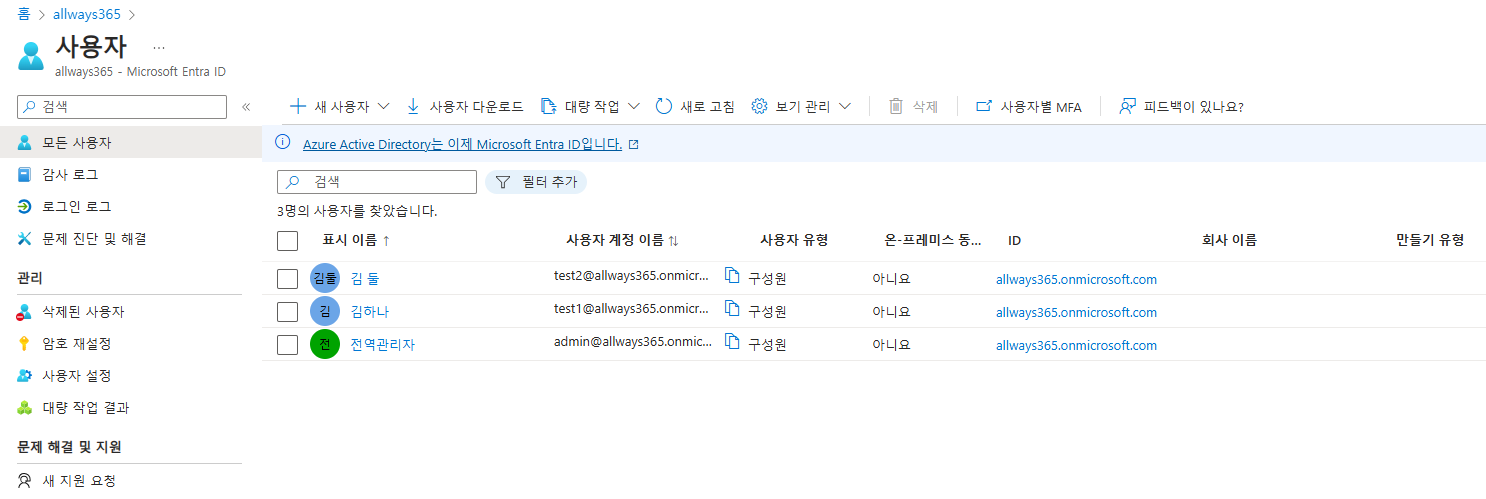 홈 > allways365 >
사용자 ...
allways365 - Microsoft Entra ID
검색 «
새 사용자 사용자 다운로드 대량 작업 새로 고침 보기 관리 삭제 사용자별 MFA 피드백이 있나요?
모든 사용자
감사 로그
로그인 로그
문제 진단 및 해결
관리
삭제된 사용자
암호 재설정
사용자 설정
대량 작업 결과
문제 해결 및 지원
새 지원 요청
Azure Active Directory는 이제 Microsoft Entra ID입니다.
검색 필터 추가
3명의 사용자를 찾았습니다.
표시 이름 ↑ 사용자 계정 이름 ↑↓ 사용자 유형 온-프레미스 동... ID 회사 이름 만들기 유형
김둘 김 둘 test2@allways365.onmicr... 구성원 아니요 allways365.onmicrosoft.com
김 김하나 test1@allways365.onmicr... 구성원 아니요 allways365.onmicrosoft.com
전 전역관리자 admin@allways365.onmic... 구성원 아니요 allways365.onmicrosoft.com